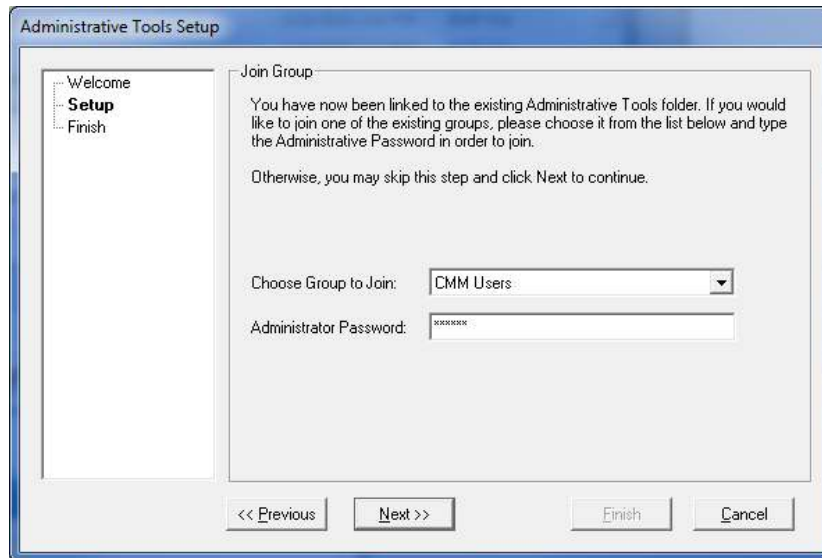 Administrative Tools Setup
Welcome
Setup
Finish
Join Group
You have now been linked to the existing Administrative Tools folder. If you would
like to join one of the existing groups, please choose it from the list below and type
the Administrative Password in order to join.
Otherwise, you may skip this step and click Next to continue.
Choose Group to Join: CMM Users
Administrator Password: ******
<< Previous Next >> Finish Cancel